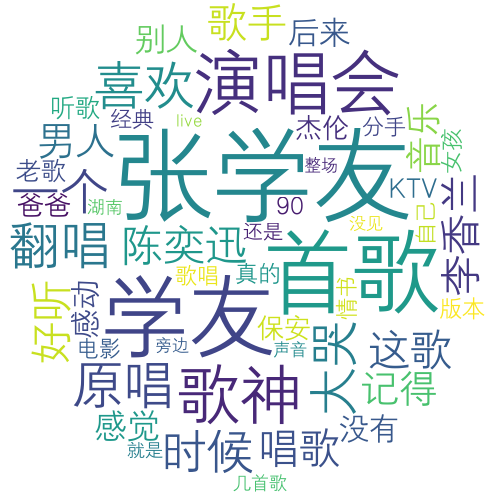 歌手
别人
后来
喜欢
演唱会
听歌
经典
live
杰伦
分手
音乐
女孩
男人
老歌
一个
张学友
整场
KTV
爸爸
湖南
90
没见
自己
李香兰
翻唱
陈奕迅
还是
首歌
好听
感动
学友
歌唱
真的
情书
版本
电影
旁边
保安
声音
大哭
这歌
原唱
歌神
记得
感觉
就是
时候
唱歌
没有
几首歌